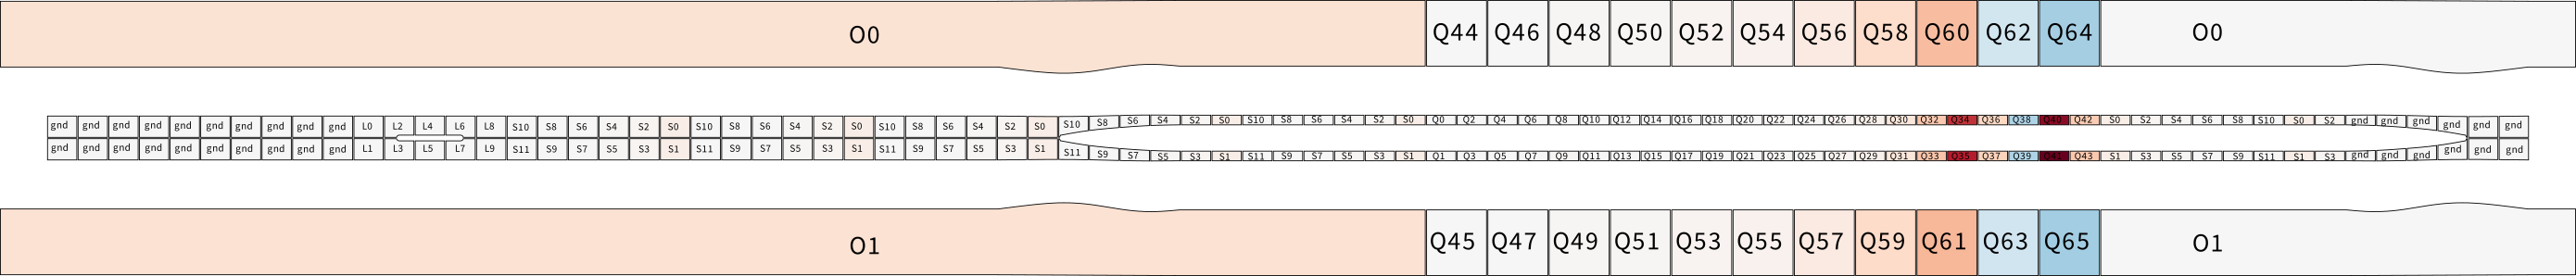 O0 Q44 Q46 Q48 Q50 Q52 Q54 Q56 Q58 Q60 Q62 Q64 O0
gnd gnd gnd gnd gnd gnd gnd gnd gnd gnd L0 L2 L4 L6 L8 S10 S8 S6 S4 S2 S0 S10 S8 S6 S4 S2 S0 S10 S8 S6 S4 S2 S0 S10 S8 S6 S4 S2 S0 S10 S8 S6 S4 S2 S0 Q0 Q2 Q4 Q6 Q8 Q10 Q12 Q14 Q16 Q18 Q20 Q22 Q24 Q26 Q28 Q30 Q32 Q34 Q36 Q38 Q40 Q42 S0 S2 S4 S6 S8 S10 S0 S2 gnd gnd gnd gnd gnd gnd
gnd gnd gnd gnd gnd gnd gnd gnd gnd gnd L1 L3 L5 L7 L9 S11 S9 S7 S5 S3 S1 S11 S9 S7 S5 S3 S1 S11 S9 S7 S5 S3 S1 S11 S9 S7 S5 S3 S1 S11 S9 S7 S5 S3 S1 Q1 Q3 Q5 Q7 Q9 Q11 Q13 Q15 Q17 Q19 Q21 Q23 Q25 Q27 Q29 Q31 Q33 Q35 Q37 Q39 Q41 Q43 S1 S3 S5 S7 S9 S11 S1 S3 gnd gnd gnd gnd gnd gnd
O1 Q45 Q47 Q49 Q51 Q53 Q55 Q57 Q59 Q61 Q63 Q65 O1